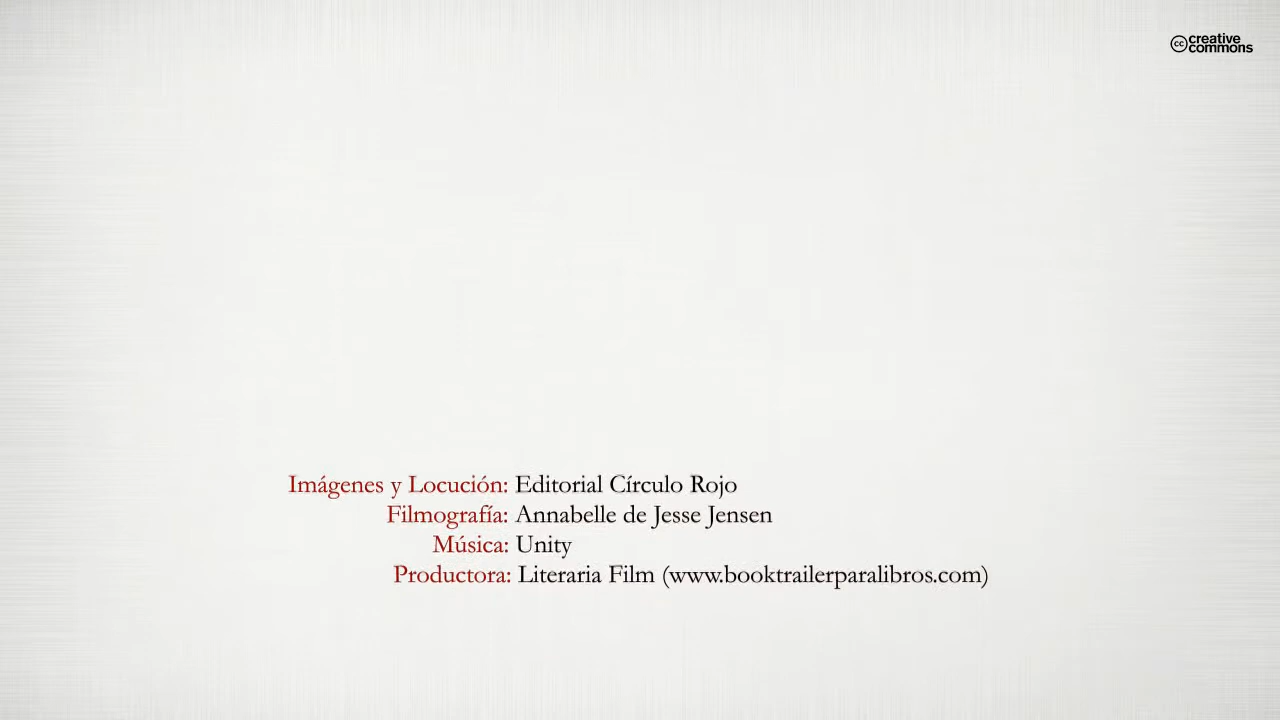 creative
commons
Imágenes y Locución: Editorial Círculo Rojo
Filmografía: Annabelle de Jesse Jensen
Música: Unity
Productora: Literaria Film (www.booktrailerparalibros.com)